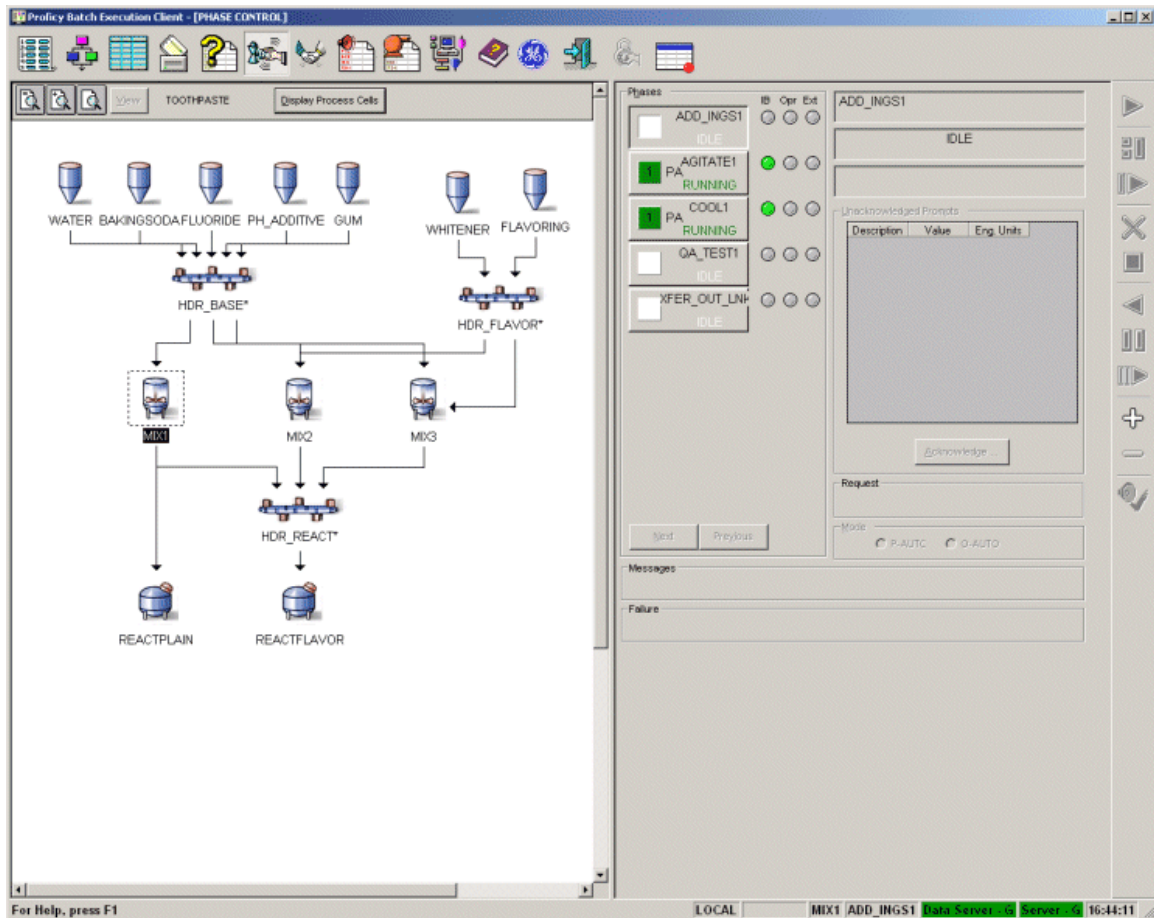 Proficy Batch Execution Client - [PHASE CONTROL]
View TOOTHPASTE Display Process Cells
WATER BAKINGSODA FLUORIDE PH_ADDITIVE GUM
WHITENER FLAVORING
HDR_BASE*
HDR_FLAVOR*
MIX1 MIX2 MIX3
HDR_REACT*
REACTPLAIN REACTFLAVOR
Phases
IB Opr Ext
ADD_INGS1
IDLE
1 PA AGITATE1
RUNNING
1 PA COOL1
RUNNING
QA_TEST1
IDLE
XFER_OUT_LNK
IDLE
Next Previous
ADD_INGS1
IDLE
Unacknowledged Prompts
Description Value Eng. Units
Acknowledge ...
Request
Mode
P-AUTO O-AUTO
Messages
Failure
For Help, press F1 LOCAL MIX1 ADD_INGS1 Data Server - G Server - G 16:44:11